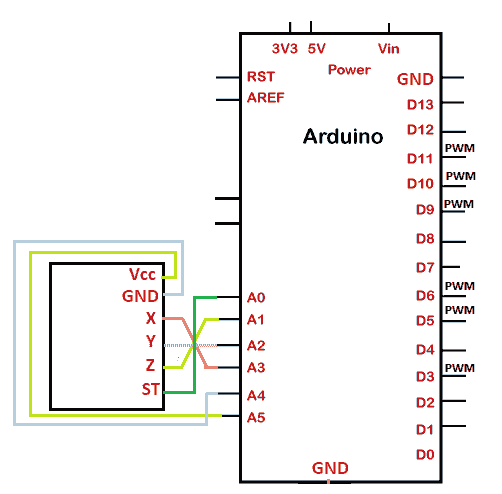 3V3 5V Vin
Power
RST GND
AREF D13
Arduino
D12
D11 PWM
D10 PWM
D9 PWM
D8
D7
D6 PWM
D5 PWM
D4
D3 PWM
D2
D1
D0
A0
A1
A2
A3
A4
A5
GND
Vcc
GND
X
Y
Z
ST